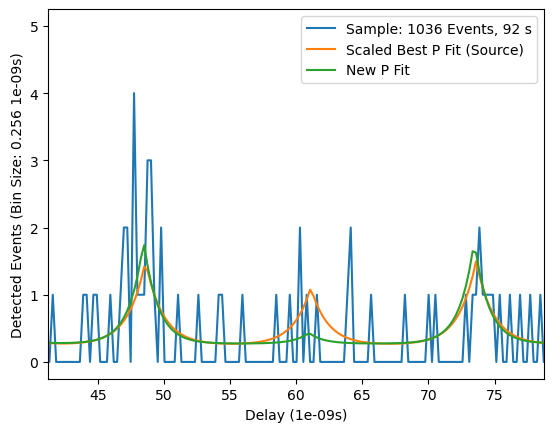 Sample: 1036 Events, 92 s
Scaled Best P Fit (Source)
New P Fit
Detected Events (Bin Size: 0.256 1e-09s)
5
4
3
2
1
0
45 50 55 60 65 70 75
Delay (1e-09s)